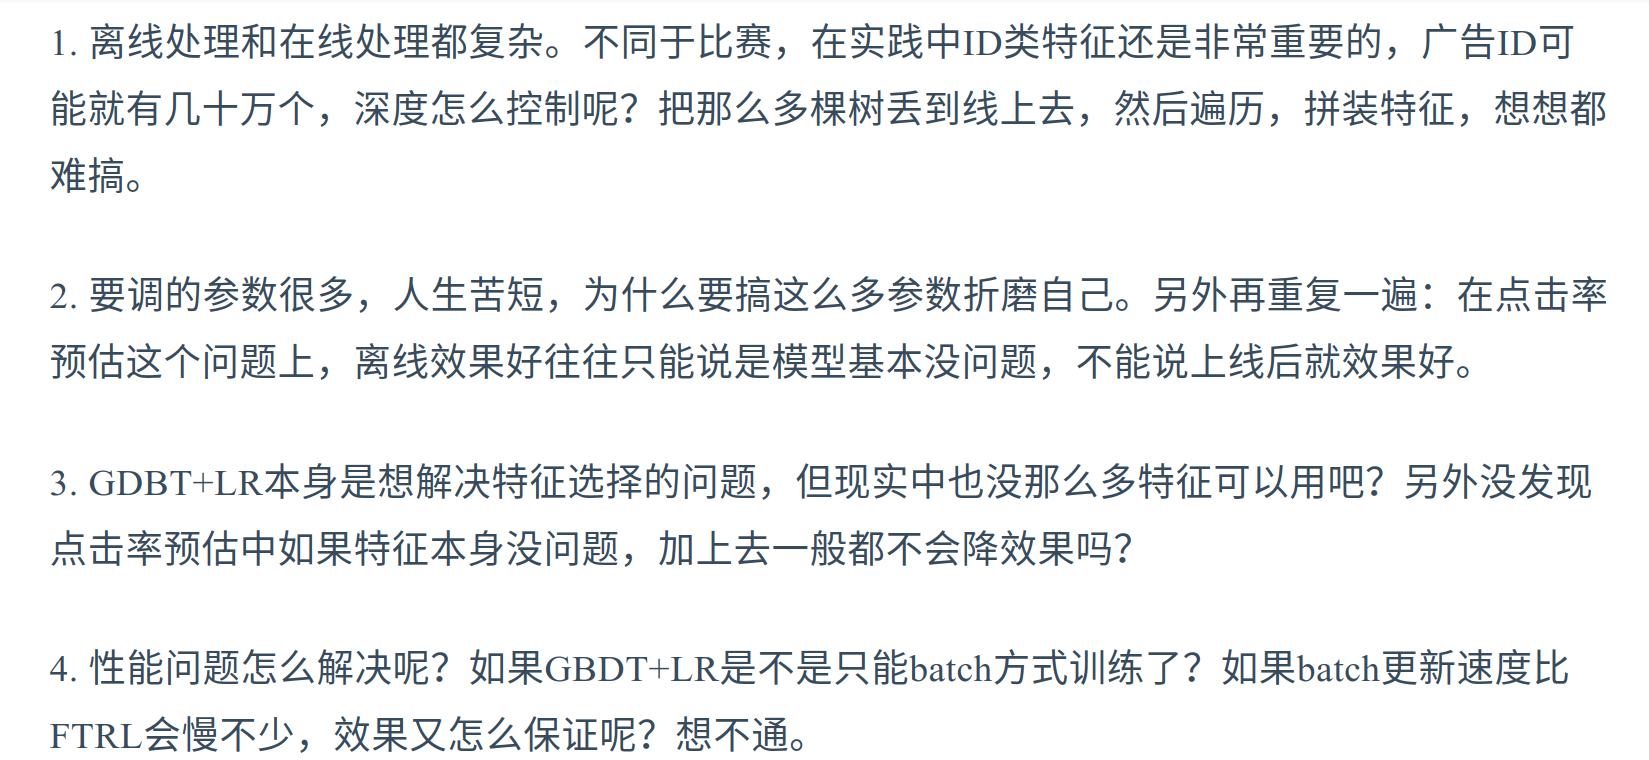 1. 离线处理和在线处理都复杂。不同于比赛，在实践中ID类特征还是非常重要的，广告ID可
能就有几十万个，深度怎么控制呢？把那么多棵树丢到线上去，然后遍历，拼装特征，想想都
难搞。
2. 要调的参数很多，人生苦短，为什么要搞这么多参数折磨自己。另外再重复一遍：在点击率
预估这个问题上，离线效果好往往只能说是模型基本没问题，不能说上线后就效果好。
3. GDBT+LR本身是想解决特征选择的问题，但现实中也没那么多特征可以用吧？另外没发现
点击率预估中如果特征本身没问题，加上去一般都不会降效果吗？
4. 性能问题怎么解决呢？如果GBDT+LR是不是只能batch方式训练了？如果batch更新速度比
FTRL会慢不少，效果又怎么保证呢？想不通。